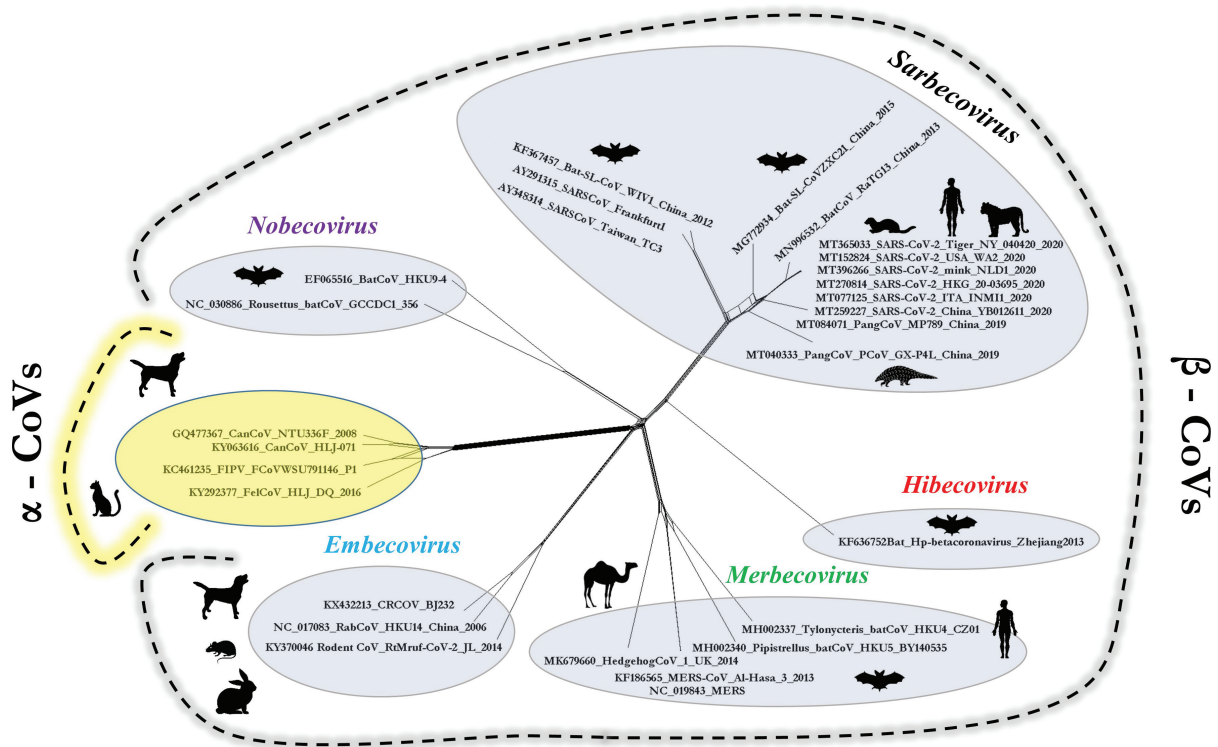 Sarbecovirus
KF367457_Bat-SL-CoV_WIV1_China_2012
AY291315_SARSCoV_Frankfurt1
AY348314_SARSCoV_Taiwan_TC3
MG772934_Bat-SL-CoVZXC21_China_2015
MN996532_BatCoV_RaTG13_China_2013
MT365033_SARS-CoV-2_Tiger_NY_040420_2020
MT152824_SARS-CoV-2_USA_WA2_2020
MT396266_SARS-CoV-2_mink_NLD1_2020
MT270814_SARS-CoV-2_HKG_20-03695_2020
MT077125_SARS-CoV-2_ITA_INMI1_2020
MT259227_SARS-CoV-2_China_YB012611_2020
MT084071_PangCoV_MP789_China_2019
MT040333_PangCoV_PCoV_GX-P4L_China_2019
Nobecovirus
EF065516_BatCoV_HKU9-4
NC_030886_Rousettus_batCoV_GCCDC1_356
α - CoVs
GQ477367_CanCoV_NTU336F_2008
KY063616_CanCoV_HLJ-071
KC461235_FIPV_FCoVWSU791146_P1
KY292377_FelCoV_HLJ_DQ_2016
β - CoVs
Hibecovirus
KF636752Bat_Hp-betacoronavirus_Zhejiang2013
Embecovirus
KX432213_CRCOV_BJ232
NC_017083_RabCoV_HKU14_China_2006
KY370046 Rodent CoV_RtMruf-CoV-2_JL_2014
Merbecovirus
MH002337_Tylonycteris_batCoV_HKU4_CZ01
MH002340_Pipistrellus_batCoV_HKU5_BY140535
MK679660_HedgehogCoV_1_UK_2014
KF186565_MERS-CoV_Al-Hasa_3_2013
NC_019843_MERS